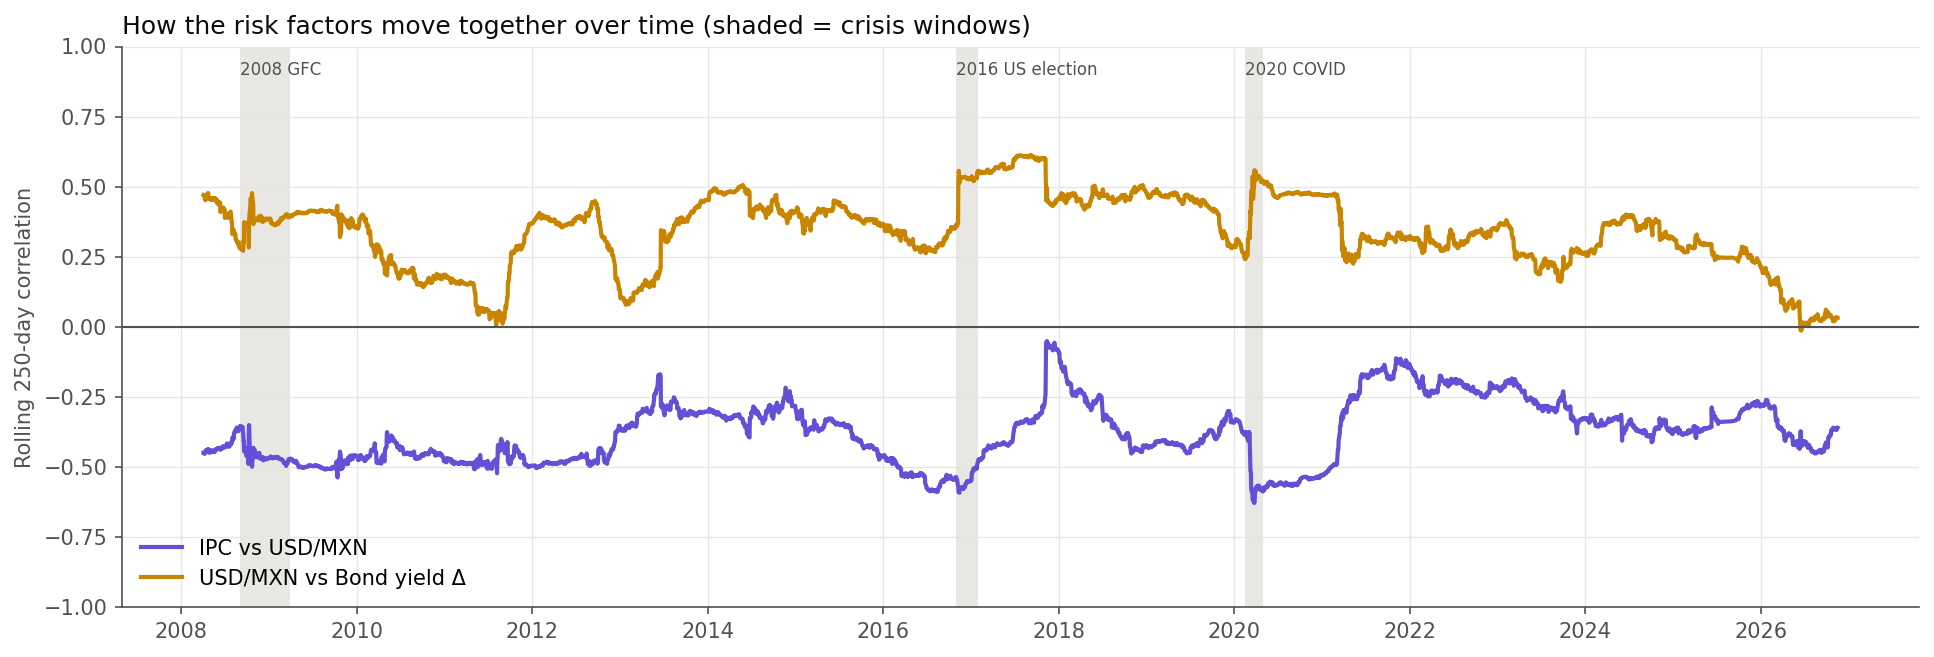 How the risk factors move together over time (shaded = crisis windows)
1.00
0.75
0.50
0.25
0.00
−0.25
−0.50
−0.75
−1.00
Rolling 250-day correlation
2008 GFC
2016 US election
2020 COVID
IPC vs USD/MXN
USD/MXN vs Bond yield Δ
2008
2010
2012
2014
2016
2018
2020
2022
2024
2026